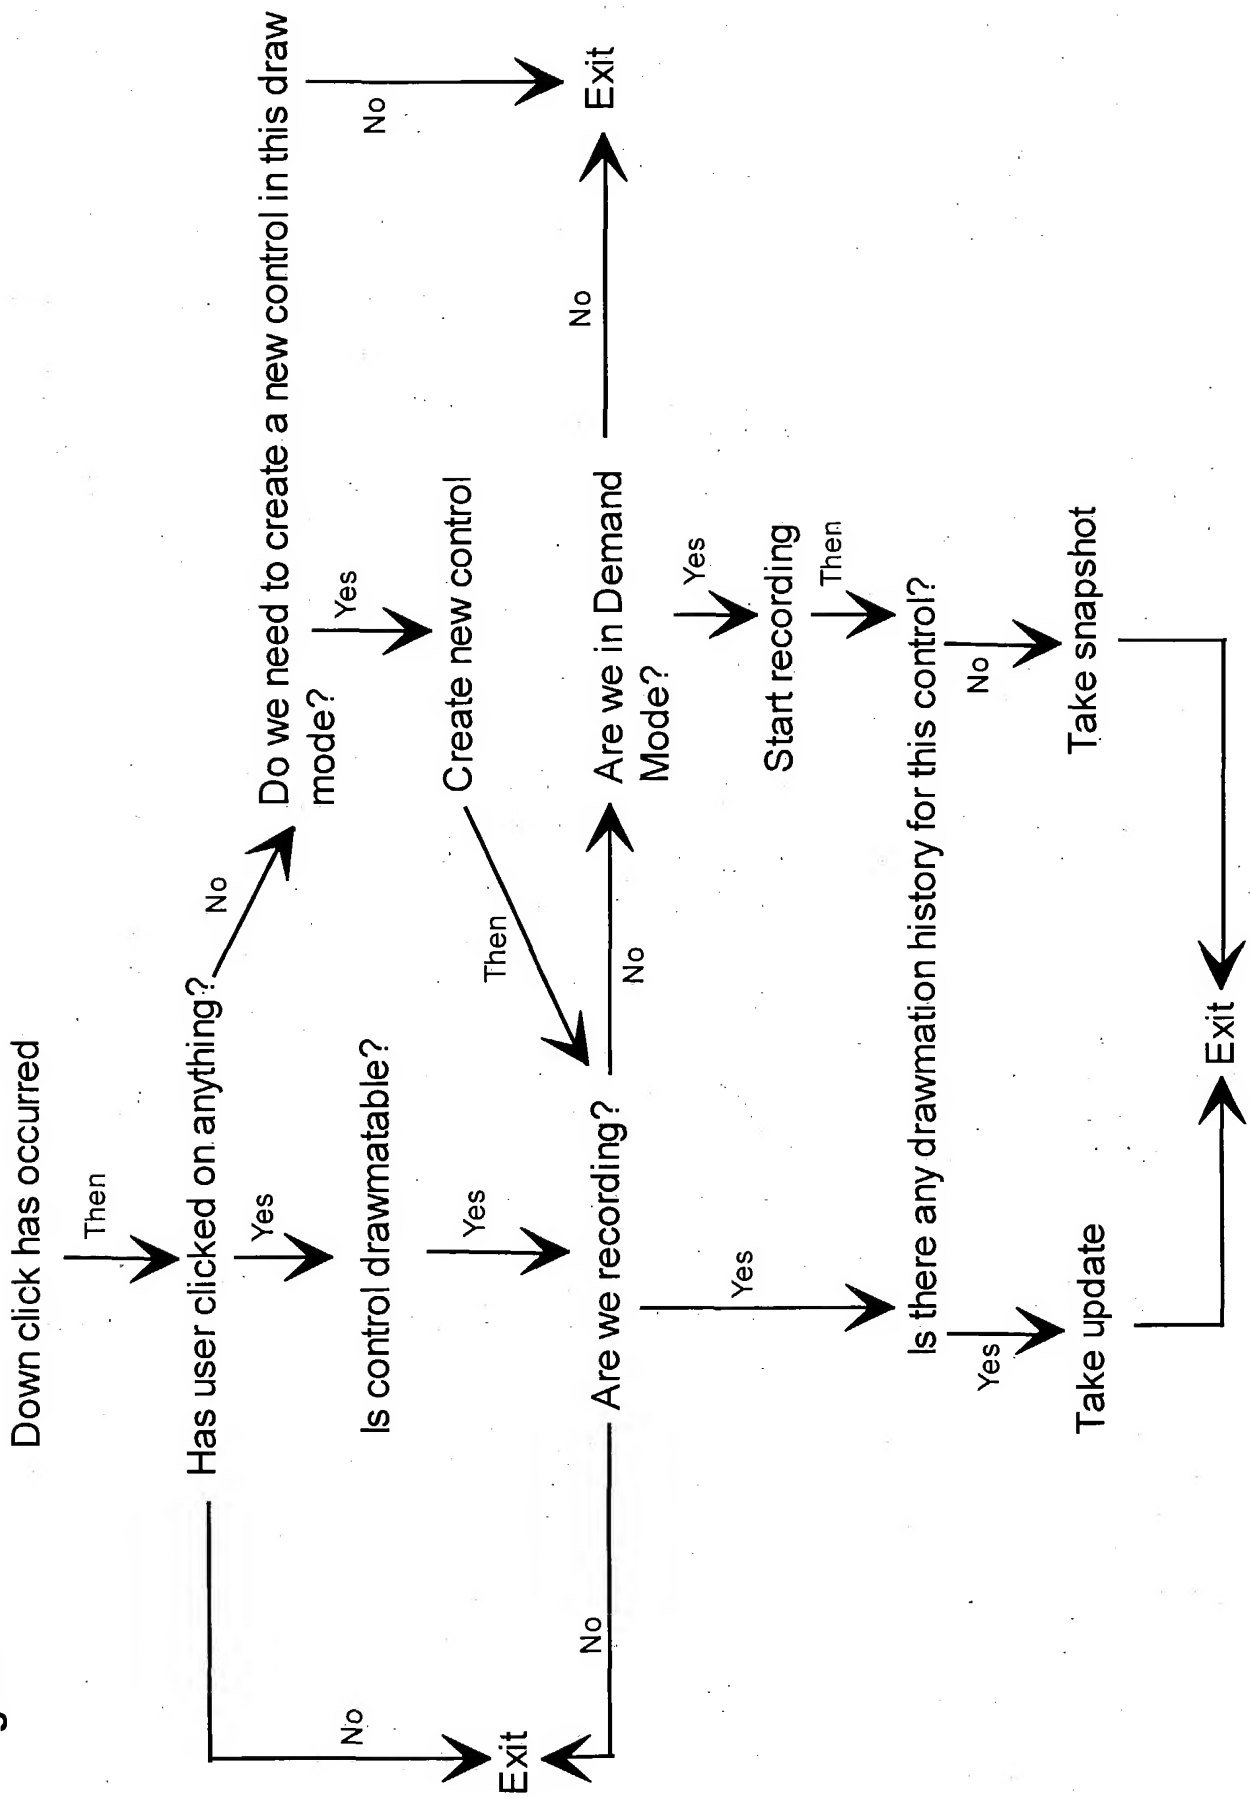 Down click has occurred
Then
Has user clicked on anything?
No
Yes
No
Do we need to create a new control in this draw
mode?
No
Yes
Is control drawmatable?
Yes
Create new control
Then
Exit
No
Are we recording?
No
Are we in Demand
Mode?
No
Exit
Yes
Yes
Start recording
Then
Is there any drawmation history for this control?
Yes
No
Take update
Take snapshot
Exit